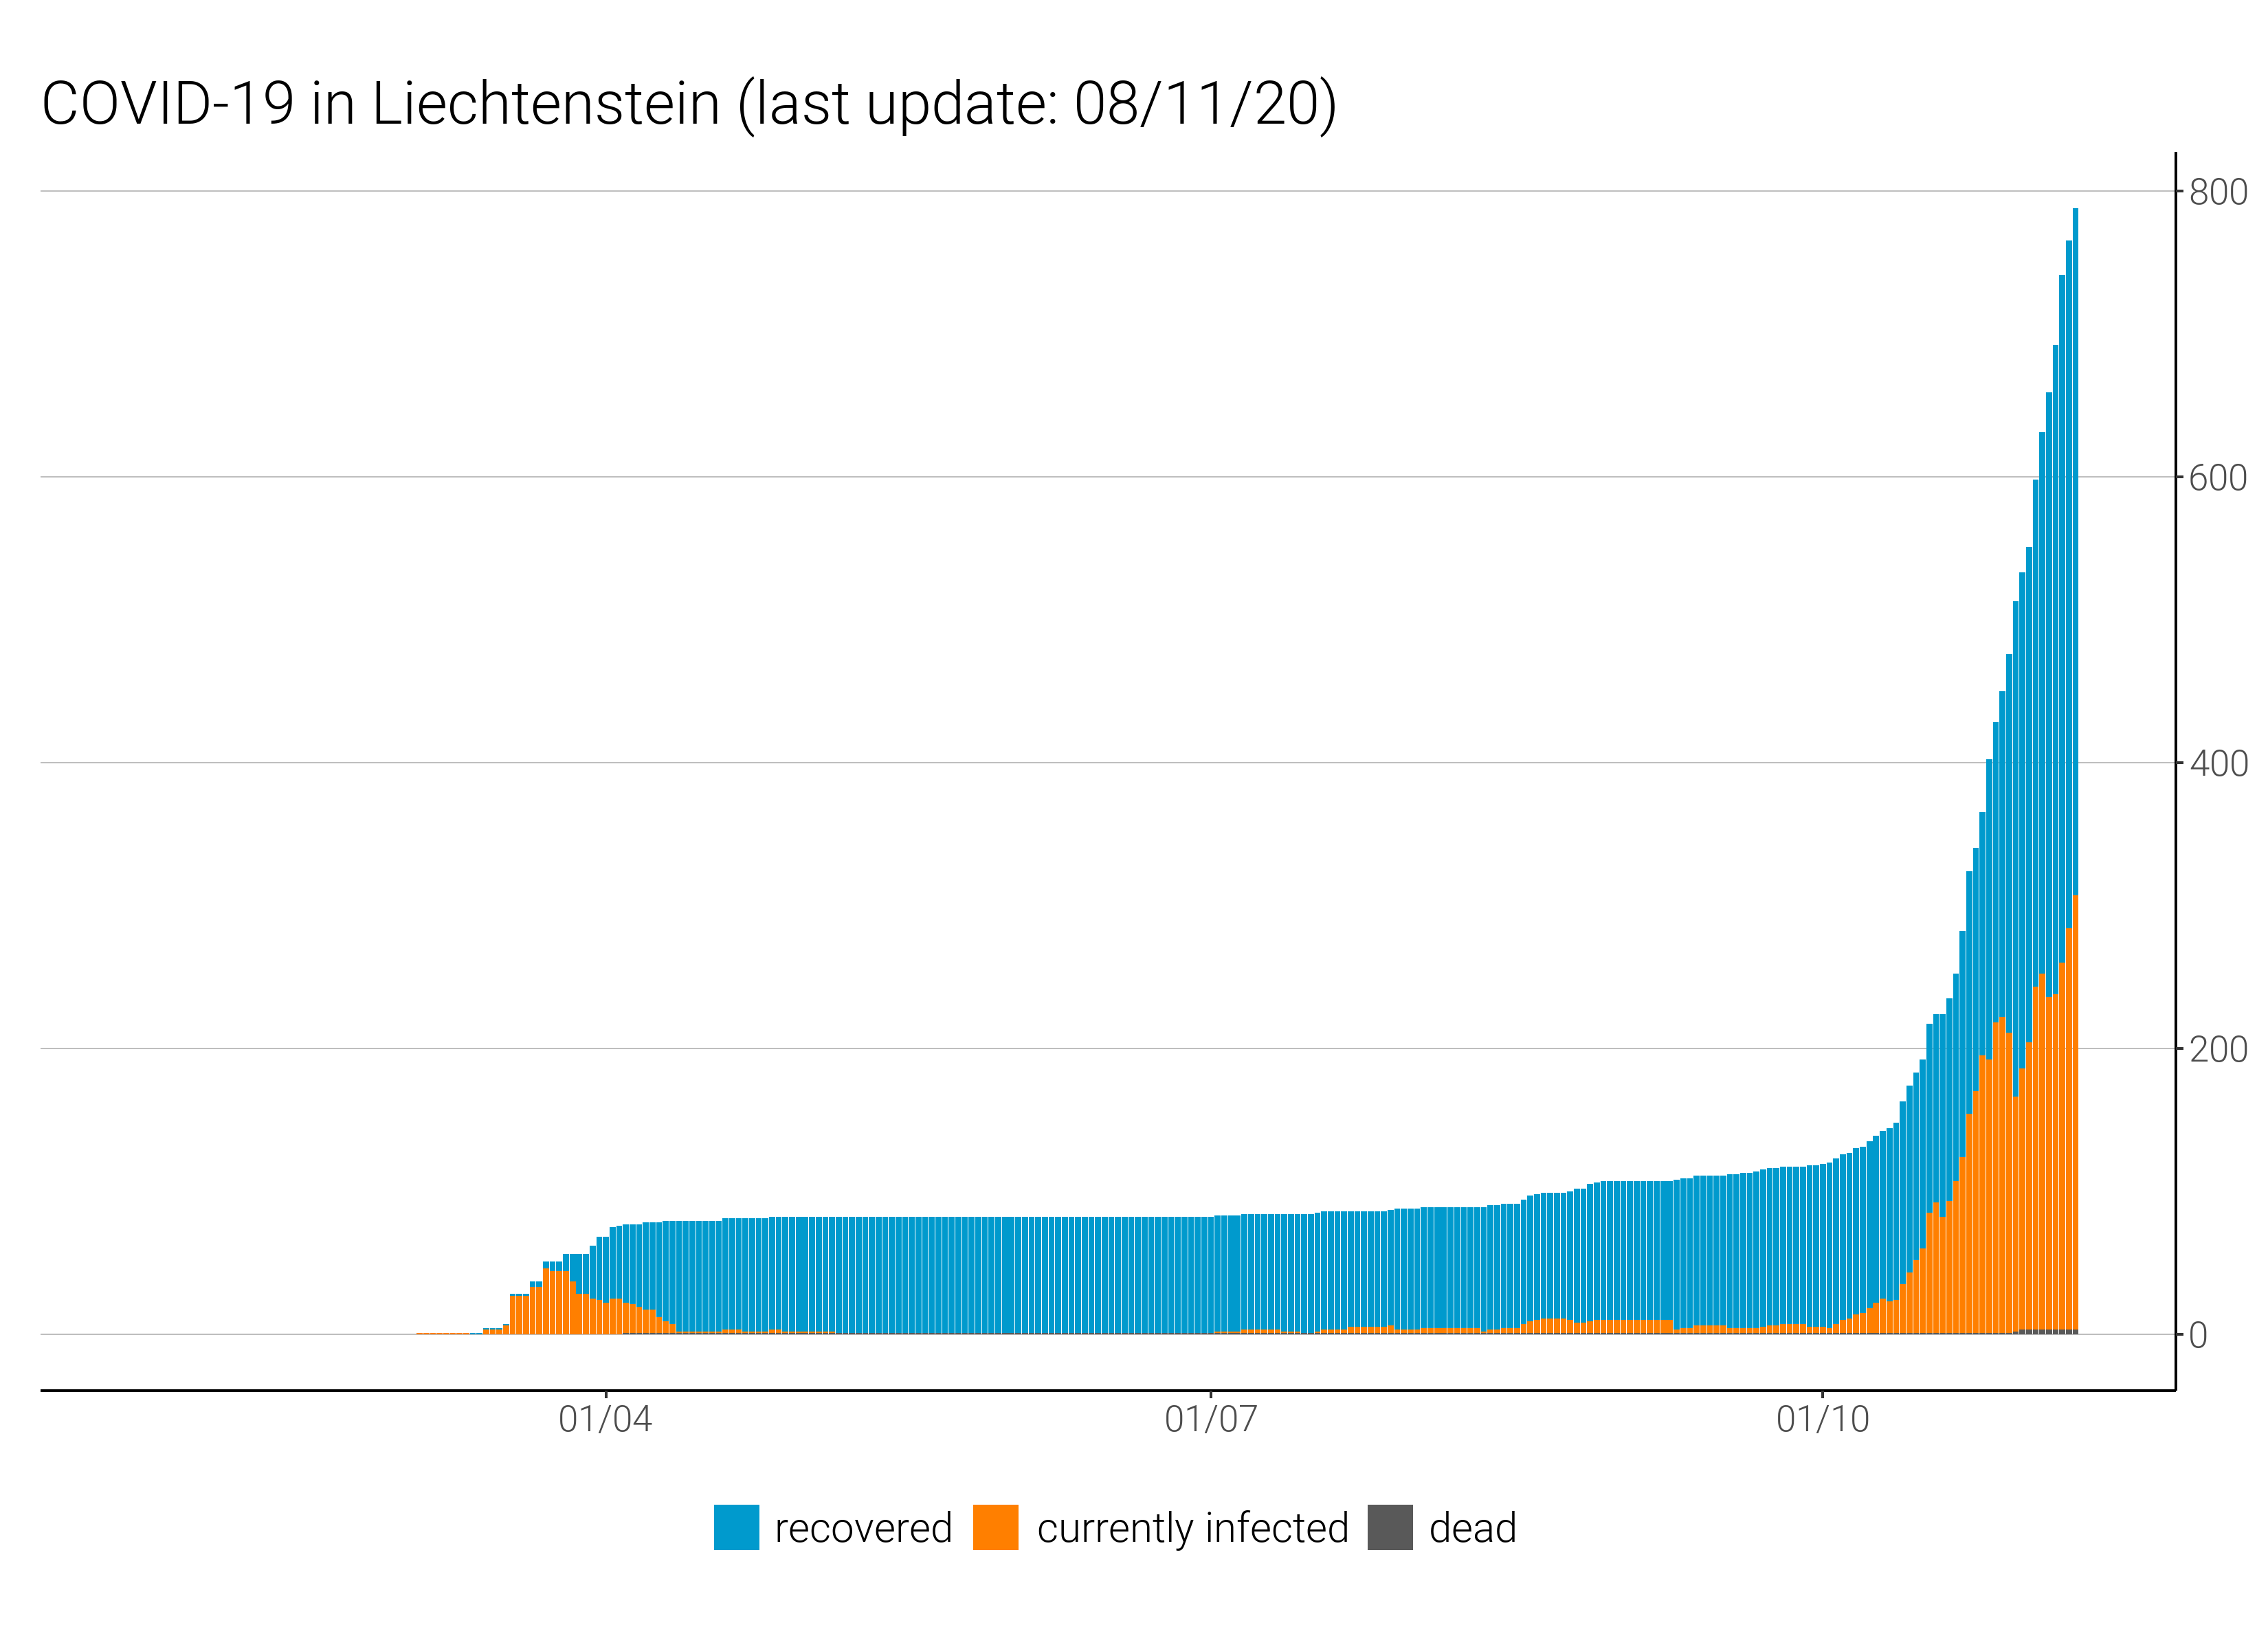 COVID-19 in Liechtenstein (last update: 08/11/20)
800
600
400
200
0
01/04 01/07 01/10
recovered currently infected dead